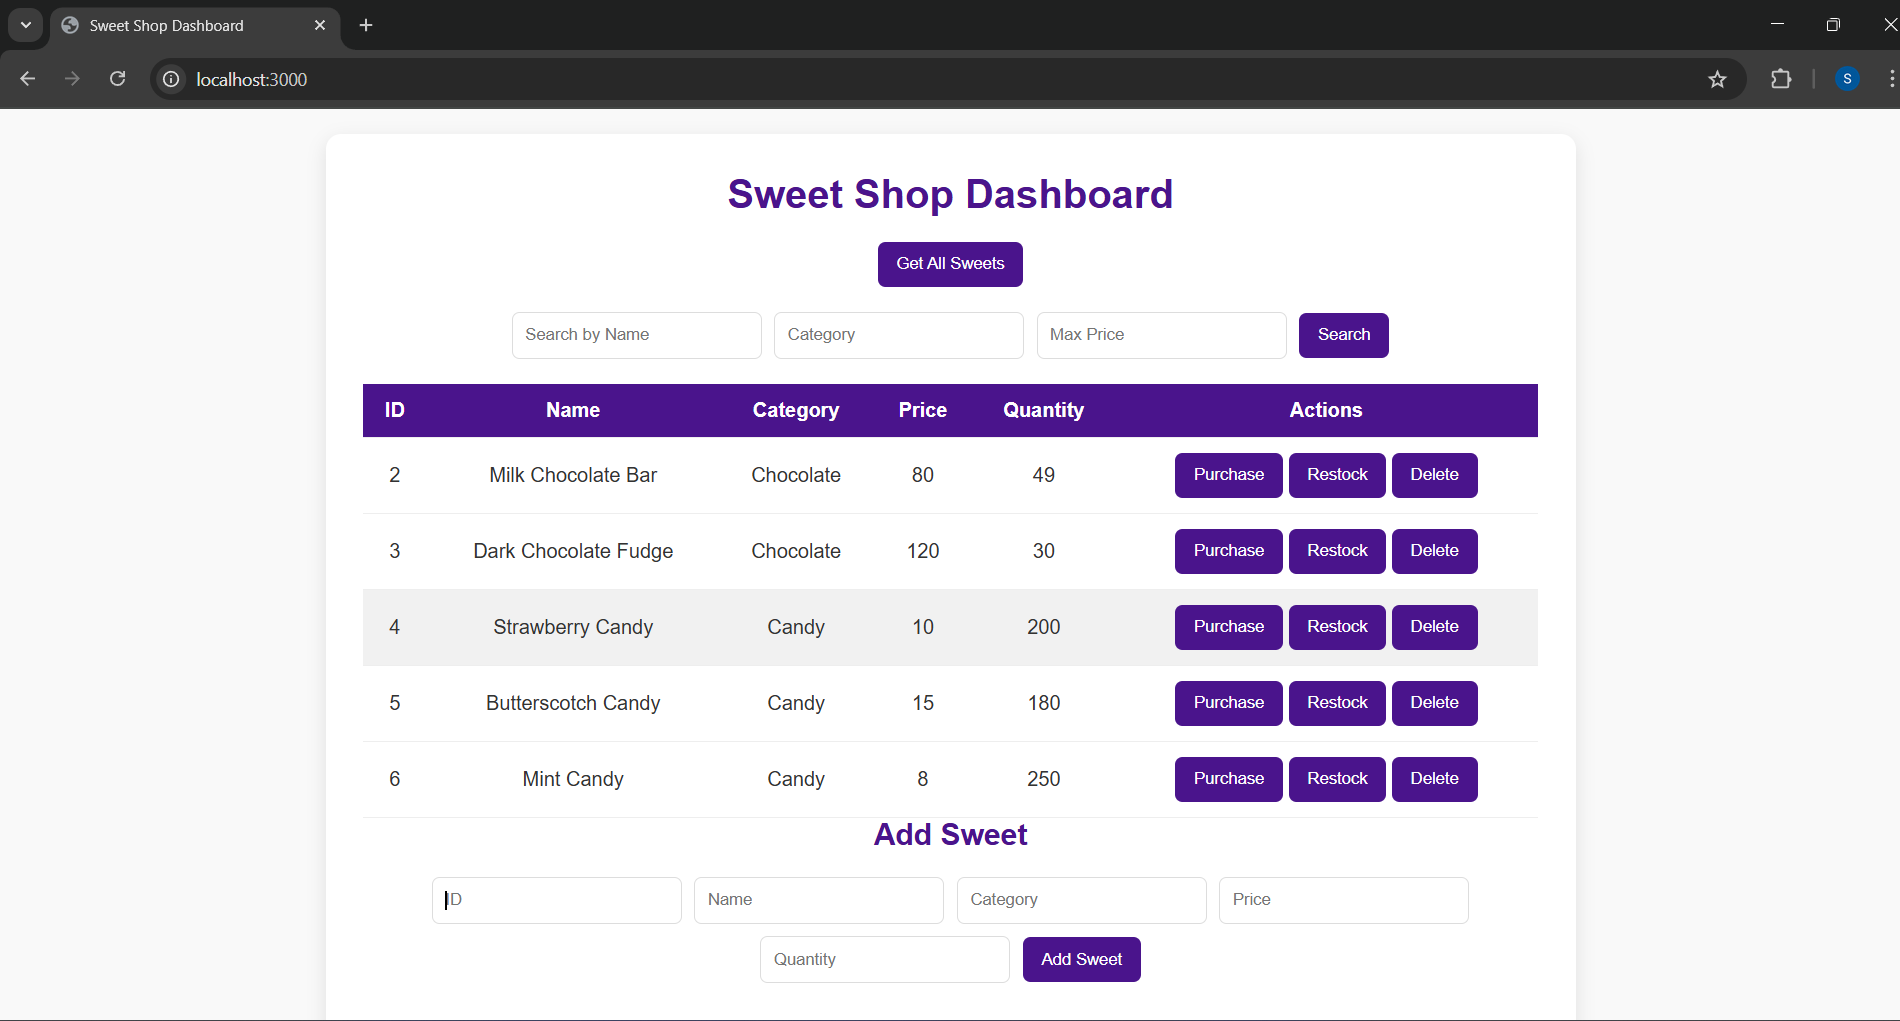 Sweet Shop Dashboard
localhost:3000
S
Sweet Shop Dashboard
Get All Sweets
Search by Name Category Max Price Search
ID Name Category Price Quantity Actions
2 Milk Chocolate Bar Chocolate 80 49 Purchase Restock Delete
3 Dark Chocolate Fudge Chocolate 120 30 Purchase Restock Delete
4 Strawberry Candy Candy 10 200 Purchase Restock Delete
5 Butterscotch Candy Candy 15 180 Purchase Restock Delete
6 Mint Candy Candy 8 250 Purchase Restock Delete
Add Sweet
ID Name Category Price
Quantity Add Sweet